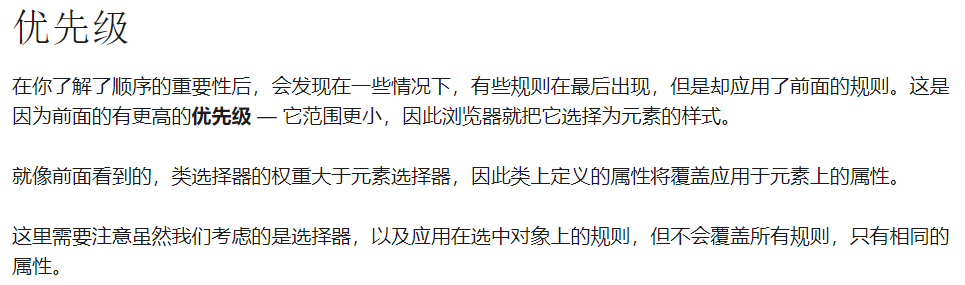 优先级
在你了解了顺序的重要性后，会发现在一些情况下，有些规则在最后出现，但是却应用了前面的规则。这是
因为前面的有更高的优先级 — 它范围更小，因此浏览器就把它选择为元素的样式。
就像前面看到的，类选择器的权重大于元素选择器，因此类上定义的属性将覆盖应用于元素上的属性。
这里需要注意虽然我们考虑的是选择器，以及应用在选中对象上的规则，但不会覆盖所有规则，只有相同的
属性。